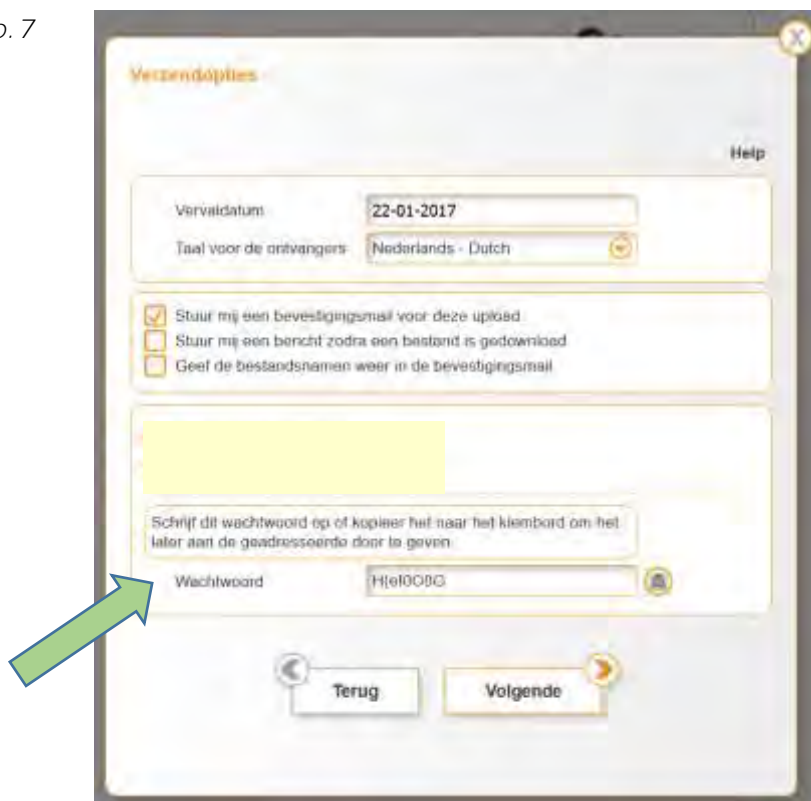 . 7
X
Verzendopties
Help
Vervaldatum 22-01-2017
Taal voor de ontvangers Nederlands - Dutch
Stuur mij een bevestigingsmail voor deze upload
Stuur mij een bericht zodra een bestand is gedownload
Geef de bestandsnamen weer in de bevestigingsmail
Schrijf dit wachtwoord op of kopieer het naar het klembord om het
later aan de geadresseerde door te geven
Wachtwoord
Terug
Volgende